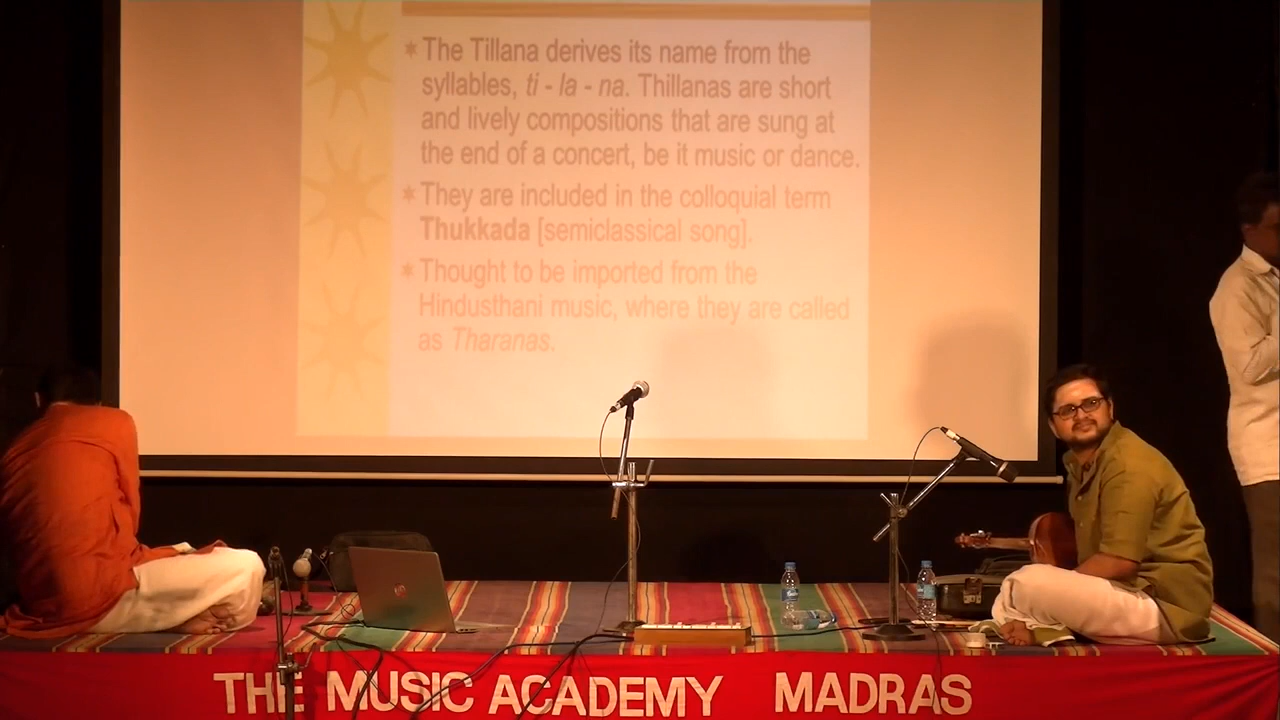 The Tillana derives its name from the
syllables, ti - la - na. Thillanas are short
and lively compositions that are sung at
the end of a concert, be it music or dance.
They are included in the colloquial term
Thukkada [semiclassical song].
Thought to be imported from the
Hindusthani music, where they are called
as Tharanas.
THE MUSIC ACADEMY MADRAS